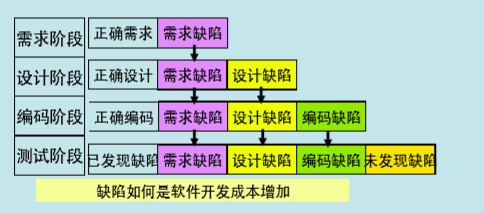 需求阶段 正确需求 需求缺陷
设计阶段 正确设计 需求缺陷 设计缺陷
编码阶段 正确编码 需求缺陷 设计缺陷 编码缺陷
测试阶段 已发现缺陷 需求缺陷 设计缺陷 编码缺陷 未发现缺陷
缺陷如何是软件开发成本增加